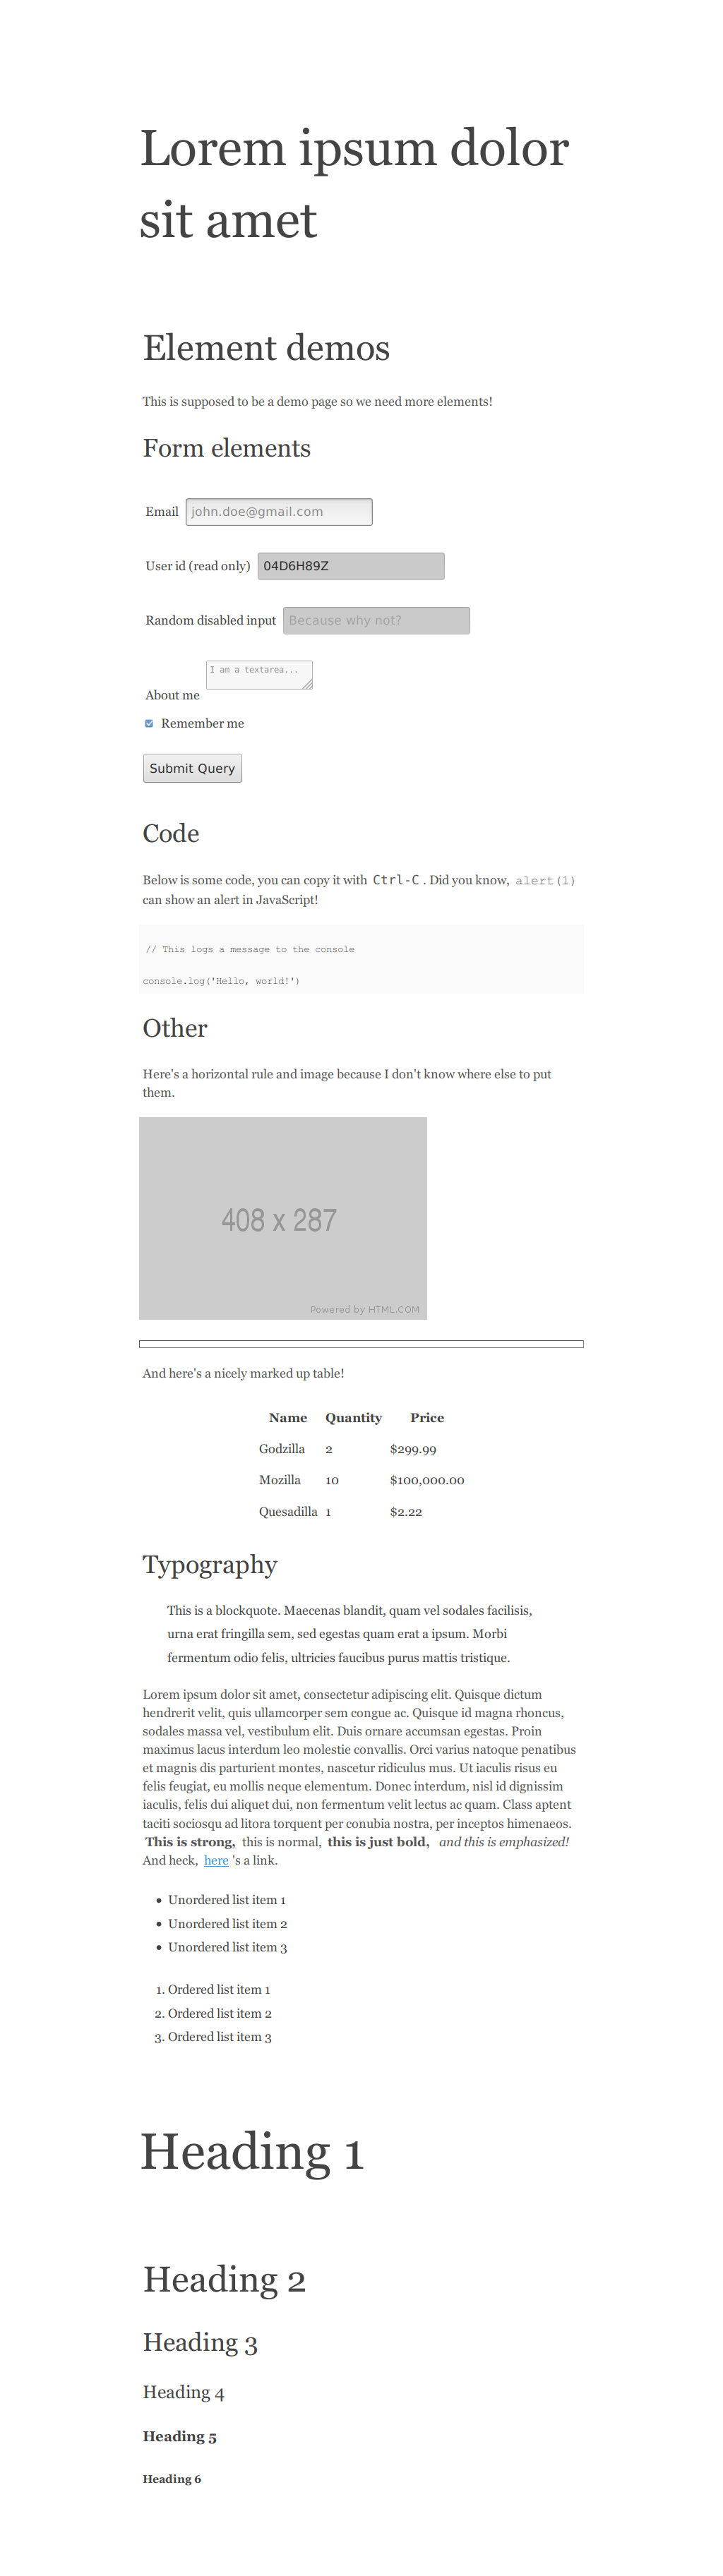 Lorem ipsum dolor
sit amet
Element demos
This is supposed to be a demo page so we need more elements!
Form elements
Email john.doe@gmail.com
User id (read only) 04D6H89Z
Random disabled input Because why not?
I am a textarea...
About me
Remember me
Submit Query
Code
Below is some code, you can copy it with Ctrl-C . Did you know, alert(1)
can show an alert in JavaScript!
// This logs a message to the console
console.log('Hello, world!')
Other
Here's a horizontal rule and image because I don't know where else to put
them.
408 x 287
Powered by HTML.COM
And here's a nicely marked up table!
Name Quantity Price
Godzilla 2 $299.99
Mozilla 10 $100,000.00
Quesadilla 1 $2.22
Typography
This is a blockquote. Maecenas blandit, quam vel sodales facilisis,
urna erat fringilla sem, sed egestas quam erat a ipsum. Morbi
fermentum odio felis, ultricies faucibus purus mattis tristique.
Lorem ipsum dolor sit amet, consectetur adipiscing elit. Quisque dictum
hendrerit velit, quis ullamcorper sem congue ac. Quisque id magna rhoncus,
sodales massa vel, vestibulum elit. Duis ornare accumsan egestas. Proin
maximus lacus interdum leo molestie convallis. Orci varius natoque penatibus
et magnis dis parturient montes, nascetur ridiculus mus. Ut iaculis risus eu
felis feugiat, eu mollis neque elementum. Donec interdum, nisl id dignissim
iaculis, felis dui aliquet dui, non fermentum velit lectus ac quam. Class aptent
taciti sociosqu ad litora torquent per conubia nostra, per inceptos himenaeos.
This is strong, this is normal, this is just bold, and this is emphasized!
And heck, here 's a link.
• Unordered list item 1
• Unordered list item 2
• Unordered list item 3
1. Ordered list item 1
2. Ordered list item 2
3. Ordered list item 3
Heading 1
Heading 2
Heading 3
Heading 4
Heading 5
Heading 6